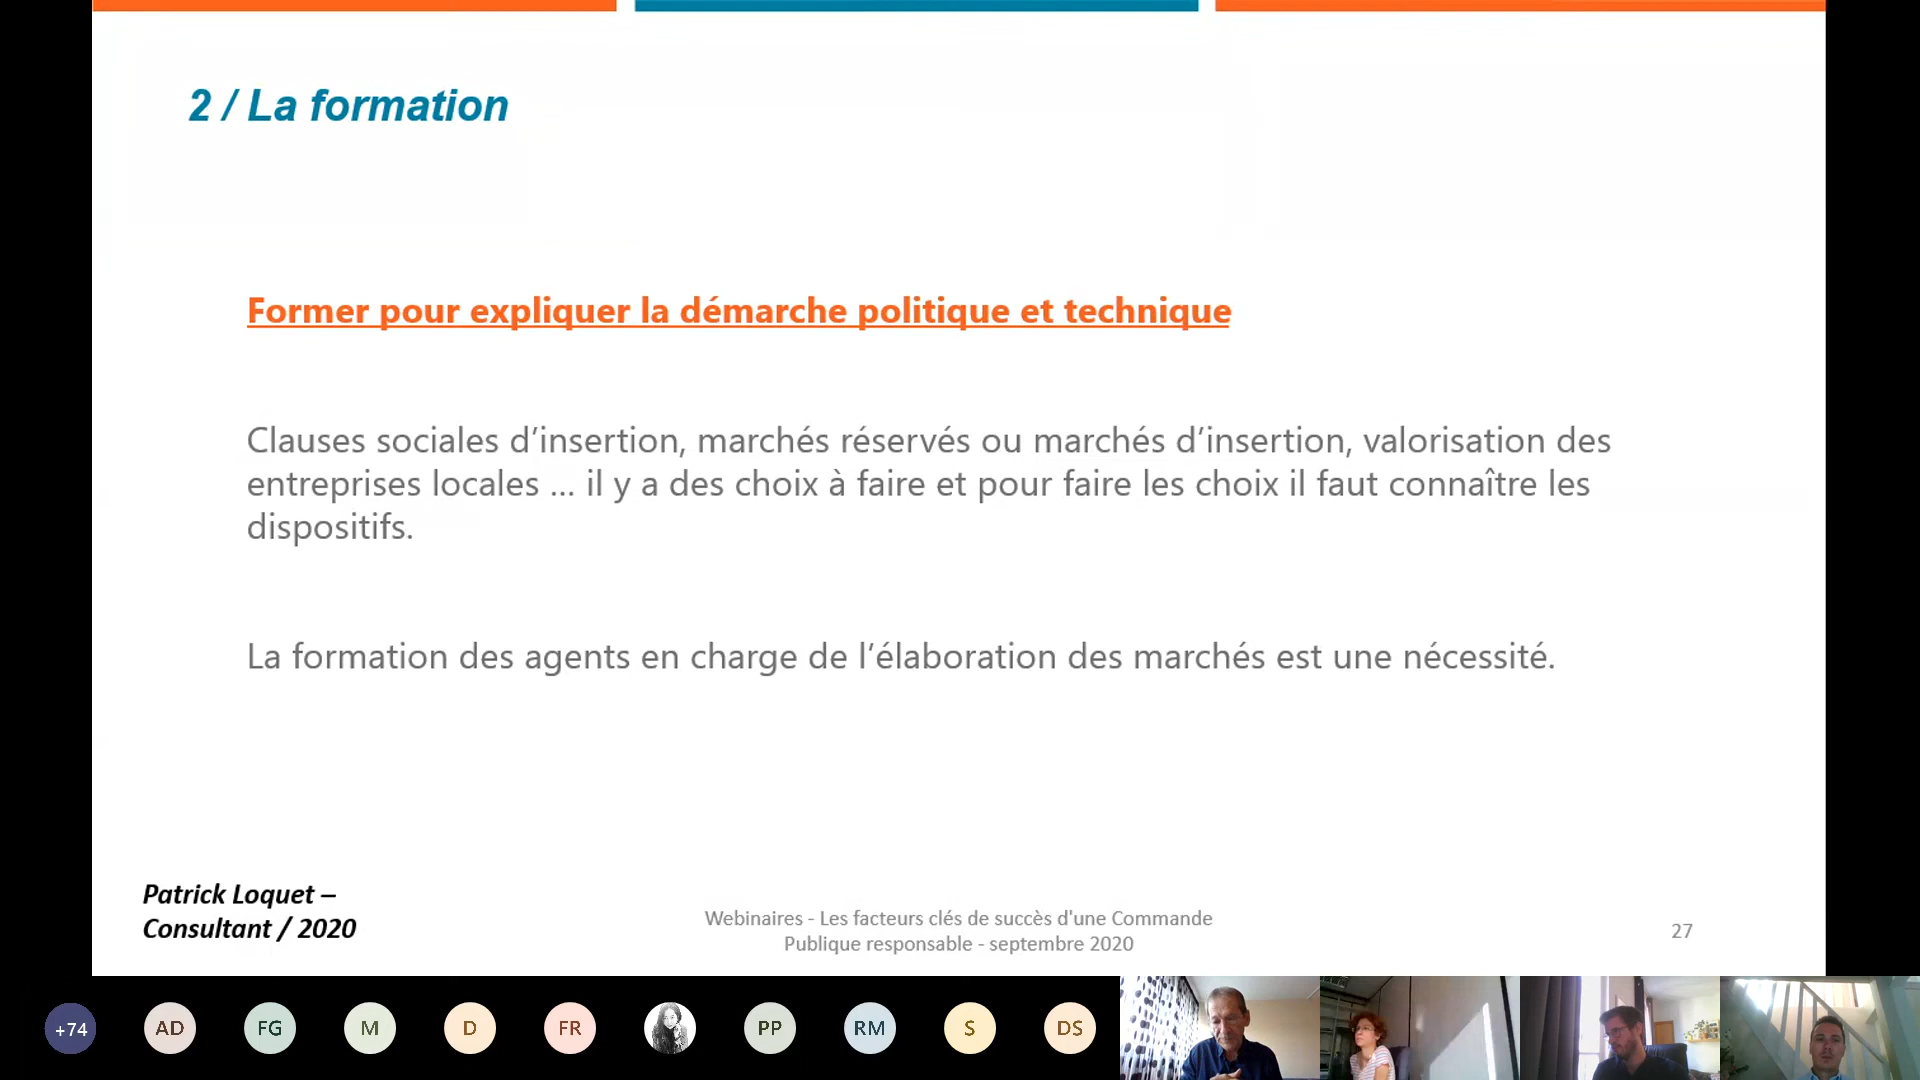 2 / La formation
Former pour expliquer la démarche politique et technique
Clauses sociales d’insertion, marchés réservés ou marchés d’insertion, valorisation des
entreprises locales … il y a des choix à faire et pour faire les choix il faut connaître les
dispositifs.
La formation des agents en charge de l’élaboration des marchés est une nécessité.
Patrick Loquet –
Consultant / 2020
Webinaires - Les facteurs clés de succès d'une Commande
Publique responsable - septembre 2020
27
+74 AD FG M D FR PP RM S DS